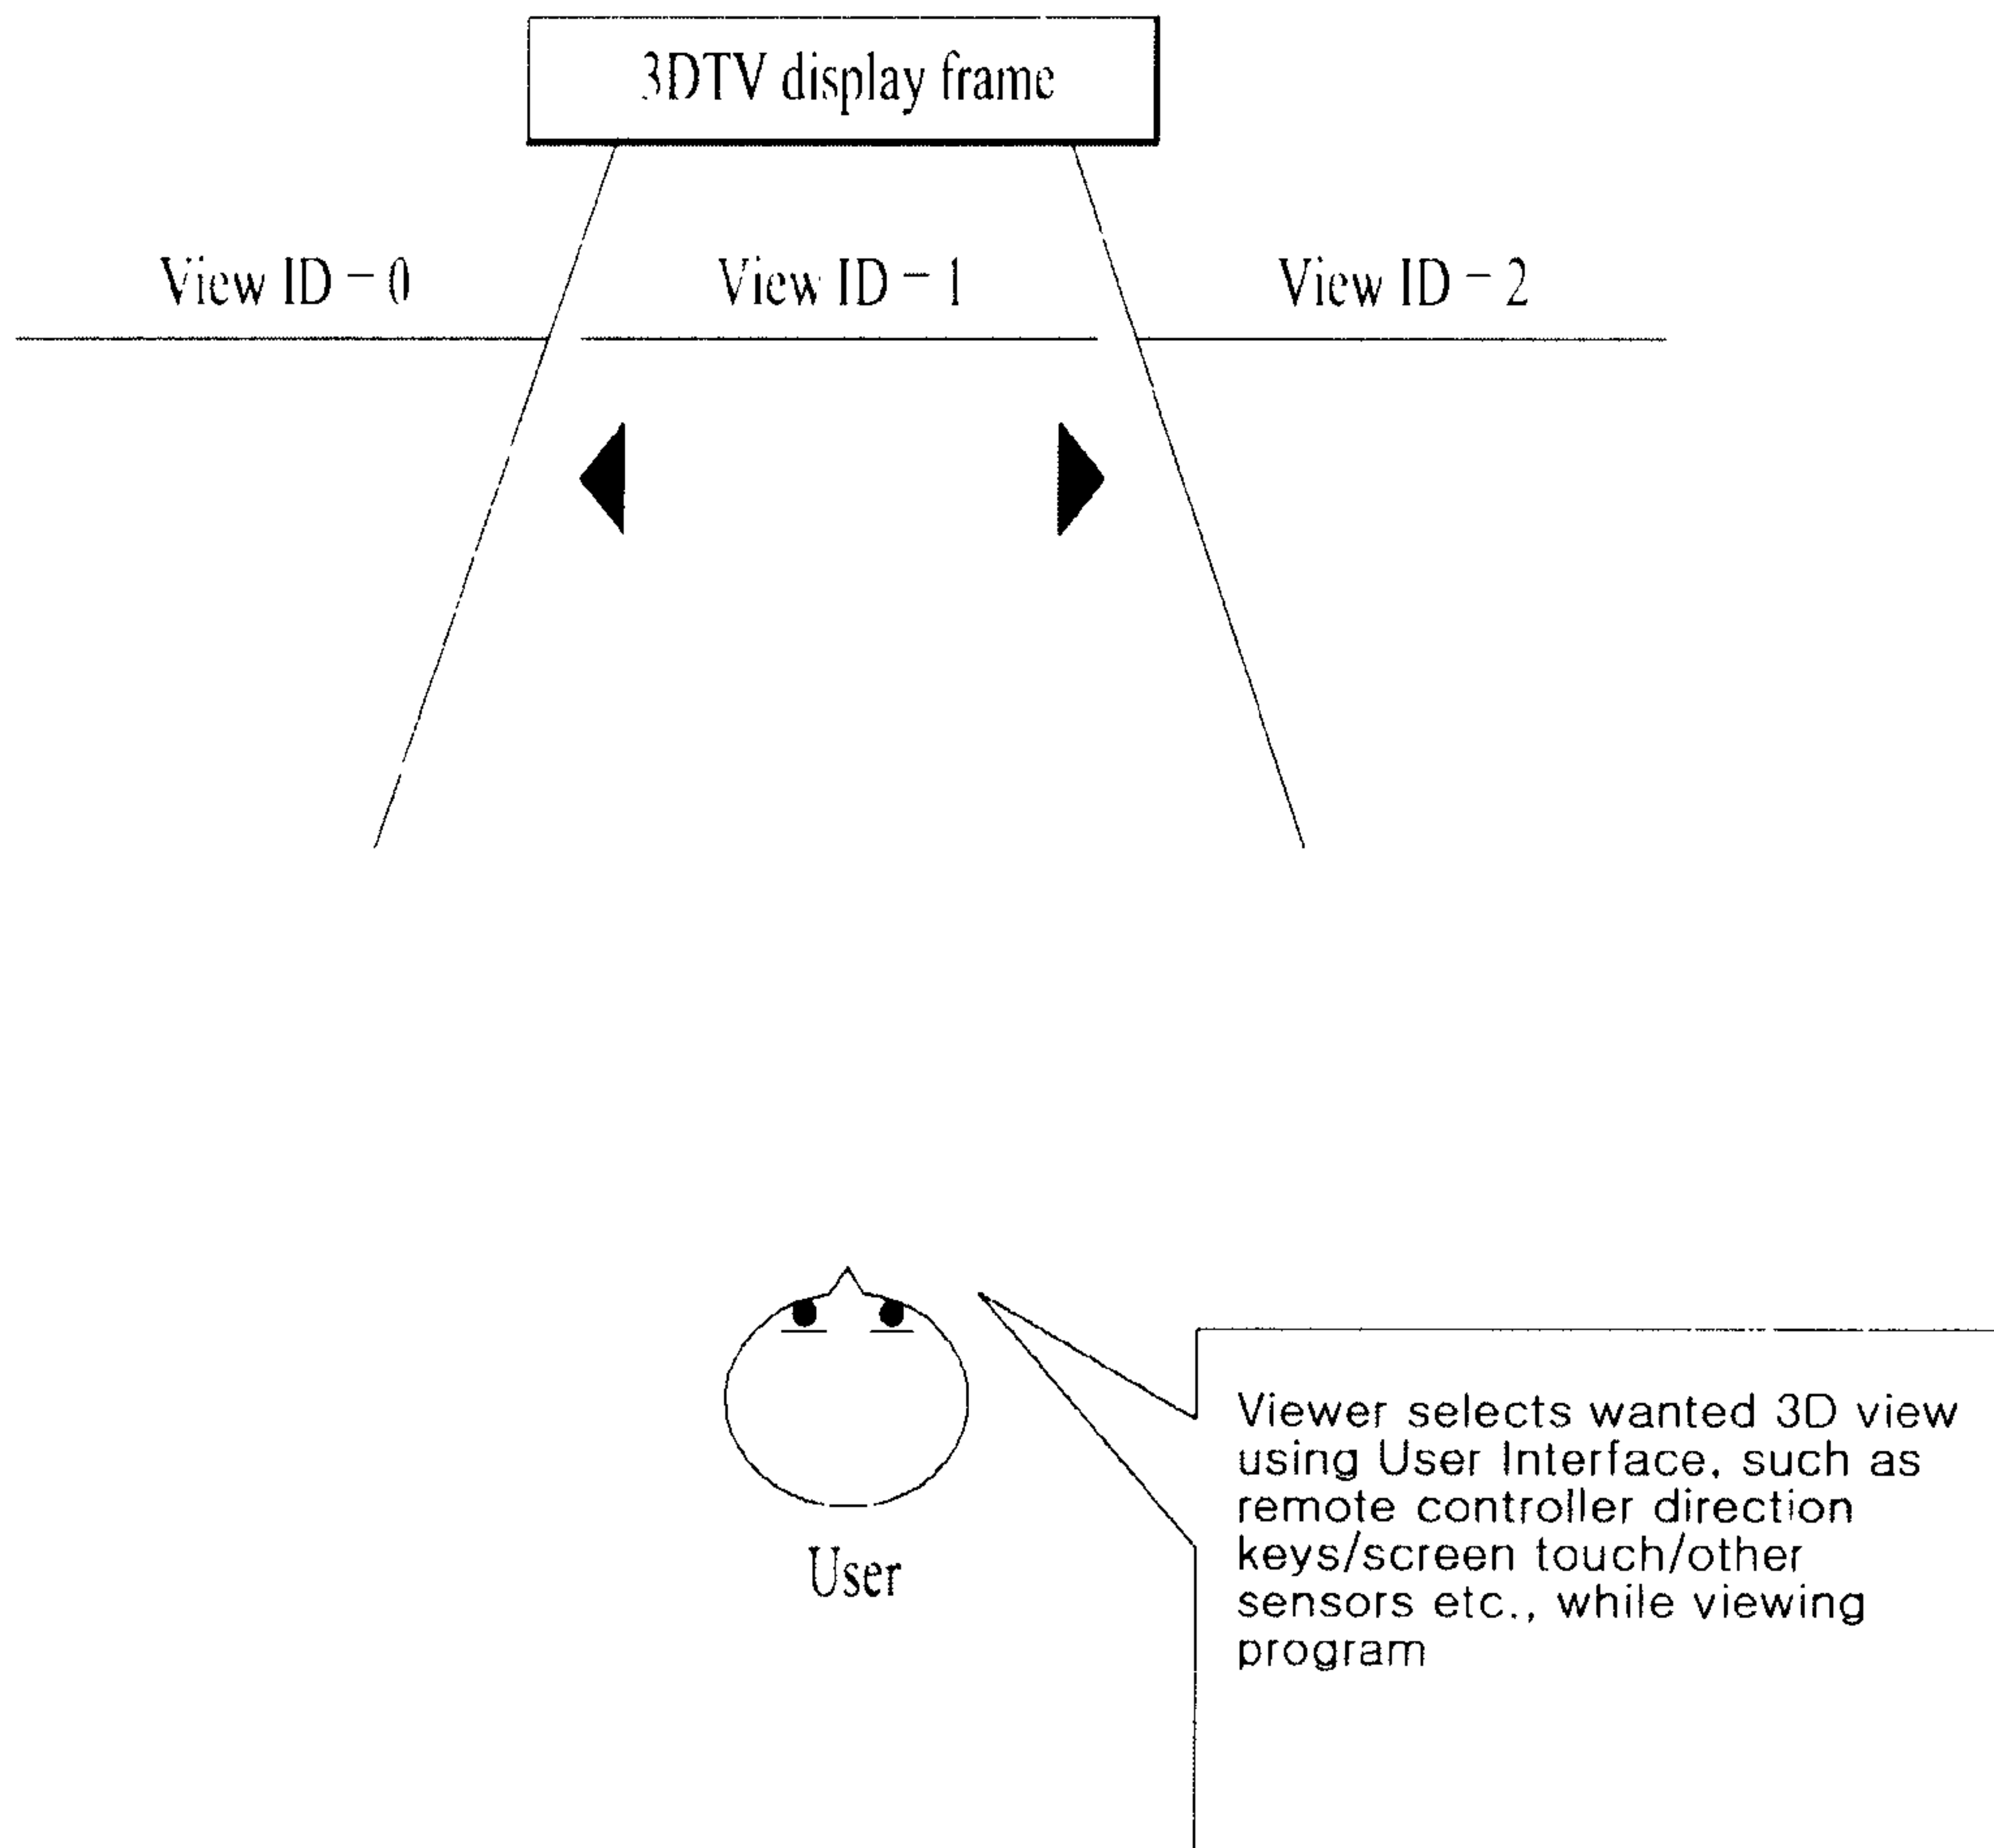 3DTV display frame
View ID = 0
View ID = 1
View ID = 2
Viewer selects wanted 3D view
using User Interface, such as
remote controller direction
keys/screen touch/other
sensors etc., while viewing
program
User